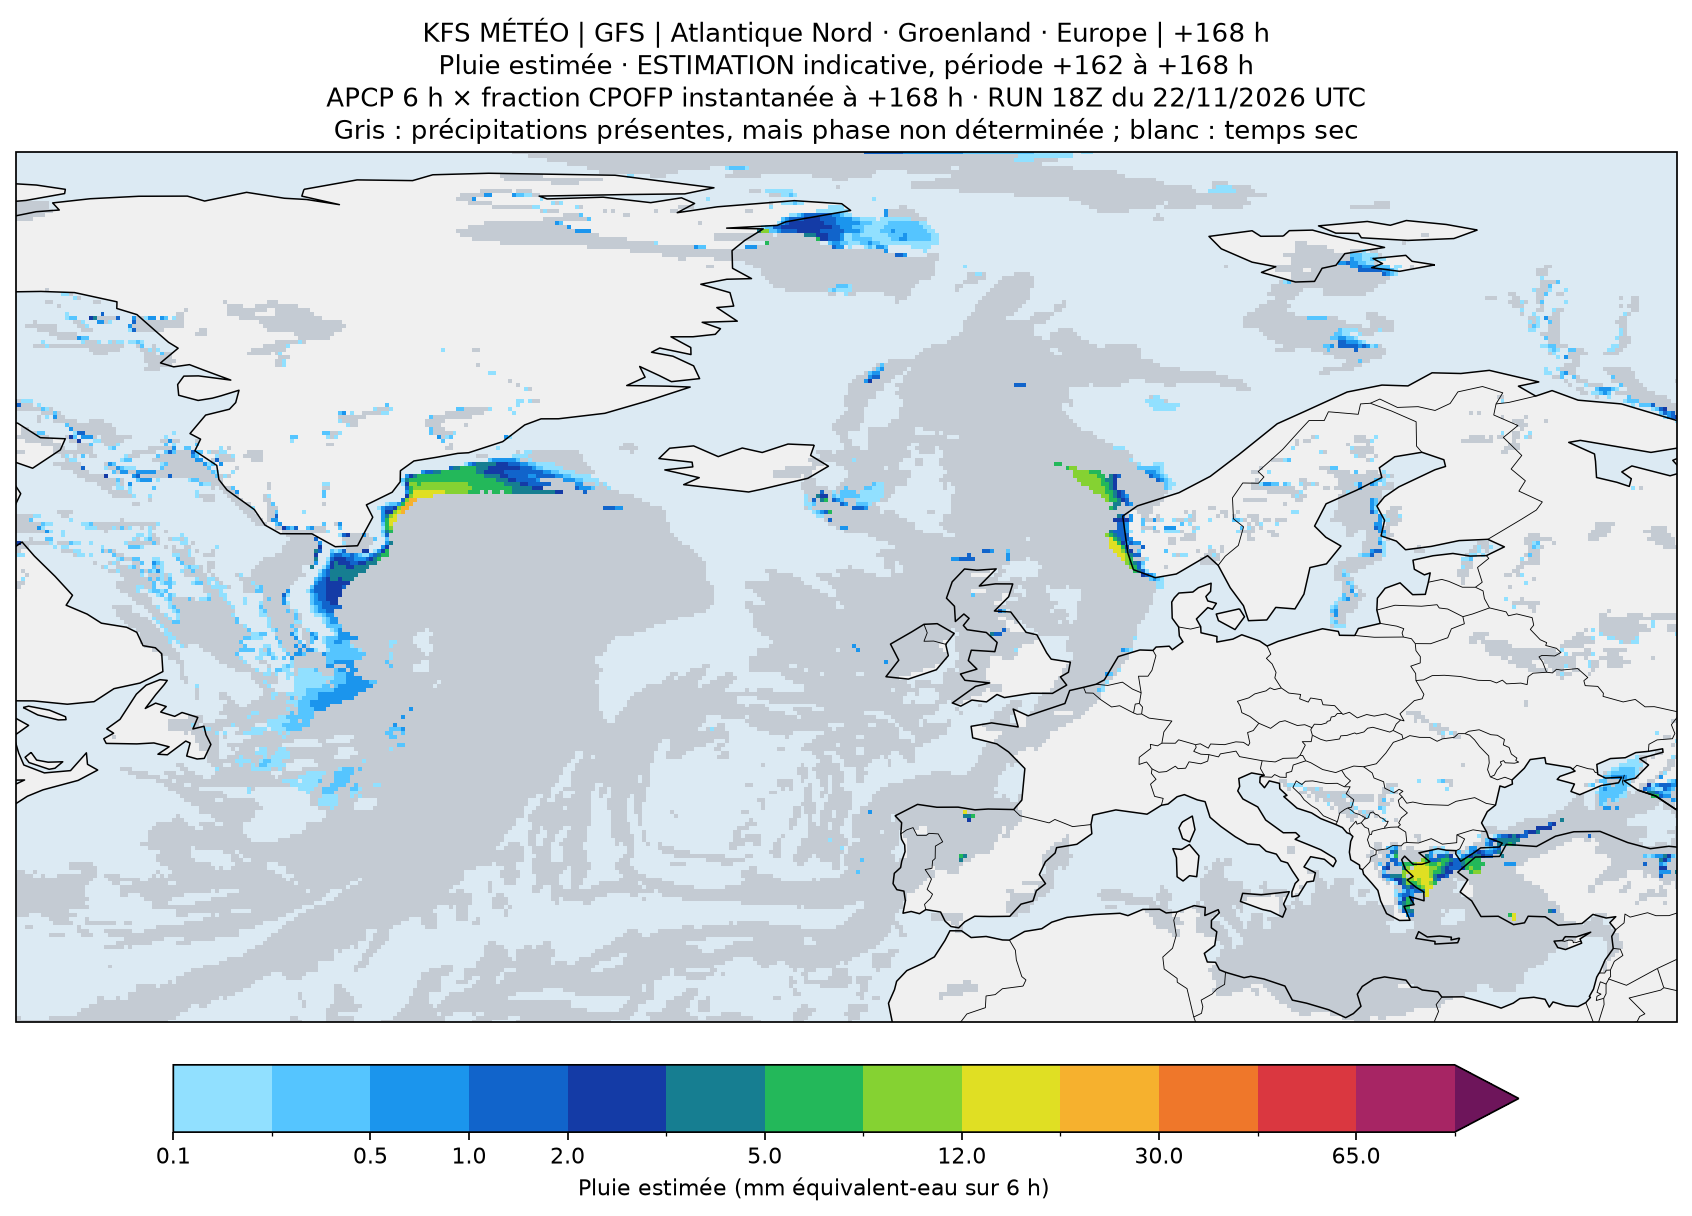 KFS MÉTÉO | GFS | Atlantique Nord · Groenland · Europe | +168 h
Pluie estimée · ESTIMATION indicative, période +162 à +168 h
APCP 6 h × fraction CPOFP instantanée à +168 h · RUN 18Z du 22/11/2026 UTC
Gris : précipitations présentes, mais phase non déterminée ; blanc : temps sec
0.1 0.5 1.0 2.0 5.0 12.0 30.0 65.0
Pluie estimée (mm équivalent-eau sur 6 h)